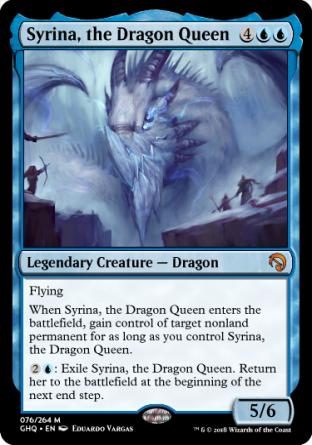 Syrina, the Dragon Queen 4
Legendary Creature — Dragon
Flying
When Syrina, the Dragon Queen enters the
battlefield, gain control of target nonland
permanent for as long as you control Syrina,
the Dragon Queen.
2 : Exile Syrina, the Dragon Queen. Return
her to the battlefield at the beginning of the
next end step.
5/6
076/264 M
GHQ • EN EDUARDO VARGAS
™ & © 2018 Wizards of the Coast